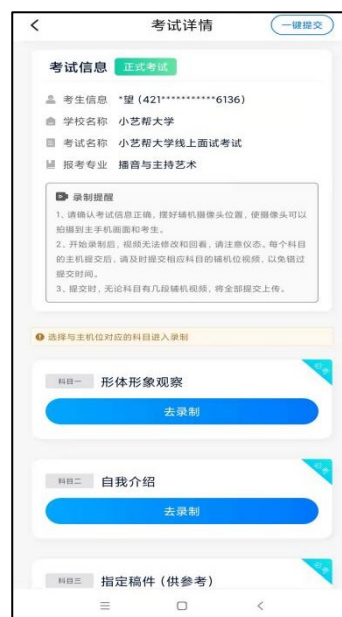 考试详情
一键提交
考试信息
正式考试
考生信息 *望 (421***********6136)
学校名称 小艺帮大学
考试名称 小艺帮大学线上面试考试
报考专业 播音与主持艺术
录制提醒
1、请确认考试信息正确，摆好辅机摄像头位置，使摄像头可以
拍摄到主手机画面和考生。
2、开始录制后，视频无法修改和回看，请注意仪态。每个科目
的主机提交后，请及时提交相应科目的辅机位视频，以免错过
提交时间。
3、提交时，无论科目有几段辅机视频，将全部提交上传。
选择与主机位对应的科目进入录制
科目一 形体形象观察
去录制
科目二 自我介绍
去录制
科目三 指定稿件（供参考）